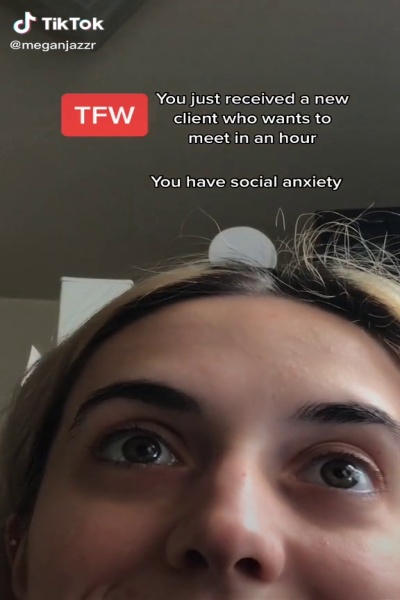 TikTok
@meganjazzr
TFW
You just received a new
client who wants to
meet in an hour
You have social anxiety